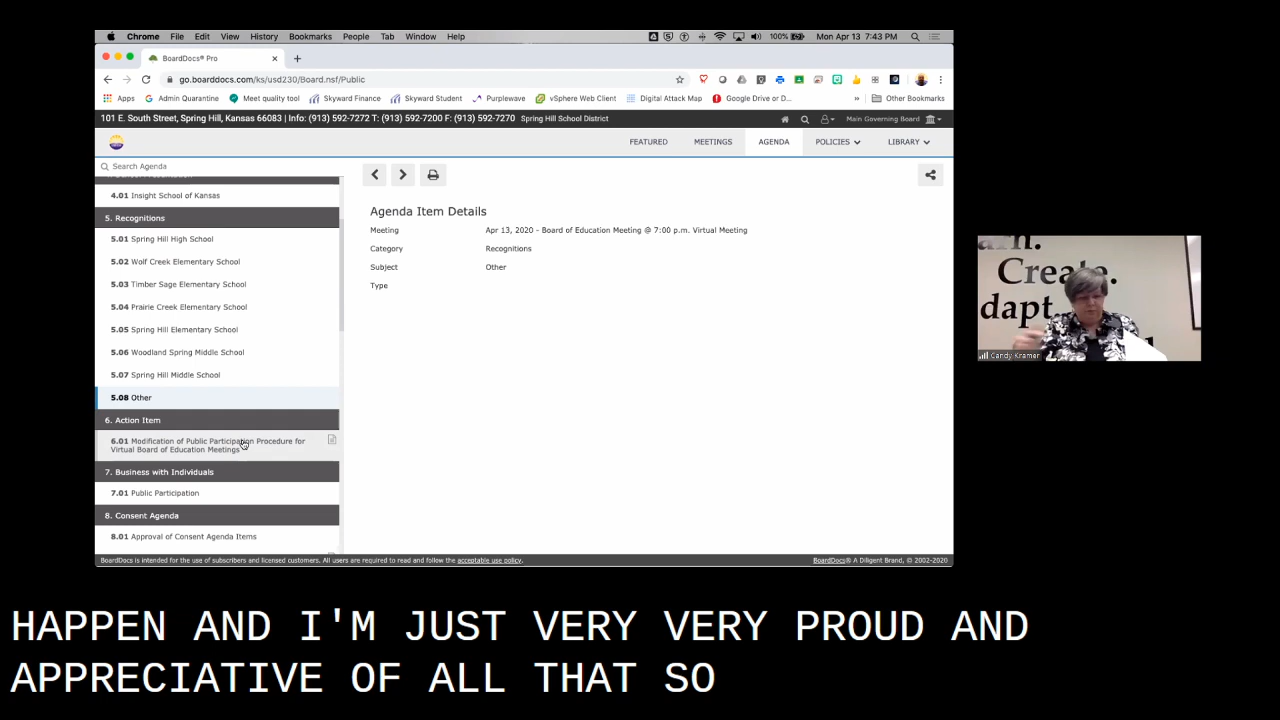 Chrome File Edit View History Bookmarks People Tab Window Help 100% Mon Apr 13 7:43 PM
BoardDocs® Pro
go.boarddocs.com/ks/usd230/Board.nsf/Public
Apps Admin Quarantine Meet quality tool Skyward Finance Skyward Student Purplewave vSphere Web Client Digital Attack Map Google Drive or D... » Other Bookmarks
101 E. South Street, Spring Hill, Kansas 66083 | Info: (913) 592-7272 T: (913) 592-7200 F: (913) 592-7270 Spring Hill School District Main Governing Board
FEATURED MEETINGS AGENDA POLICIES LIBRARY
Search Agenda
4.01 Insight School of Kansas
5. Recognitions
5.01 Spring Hill High School
5.02 Wolf Creek Elementary School
5.03 Timber Sage Elementary School
5.04 Prairie Creek Elementary School
5.05 Spring Hill Elementary School
5.06 Woodland Spring Middle School
5.07 Spring Hill Middle School
5.08 Other
6. Action Item
6.01 Modification of Public Participation Procedure for
Virtual Board of Education Meetings
7. Business with Individuals
7.01 Public Participation
8. Consent Agenda
8.01 Approval of Consent Agenda Items
Agenda Item Details
Meeting Apr 13, 2020 - Board of Education Meeting @ 7:00 p.m. Virtual Meeting
Category Recognitions
Subject Other
Type
BoardDocs is intended for the use of subscribers and licensed customers. All users are required to read and follow the acceptable use policy. BoardDocs® A Diligent Brand, © 2002-2020
Create.
dapt.
Candy Kramer
HAPPEN AND I'M JUST VERY VERY PROUD AND
APPRECIATIVE OF ALL THAT SO